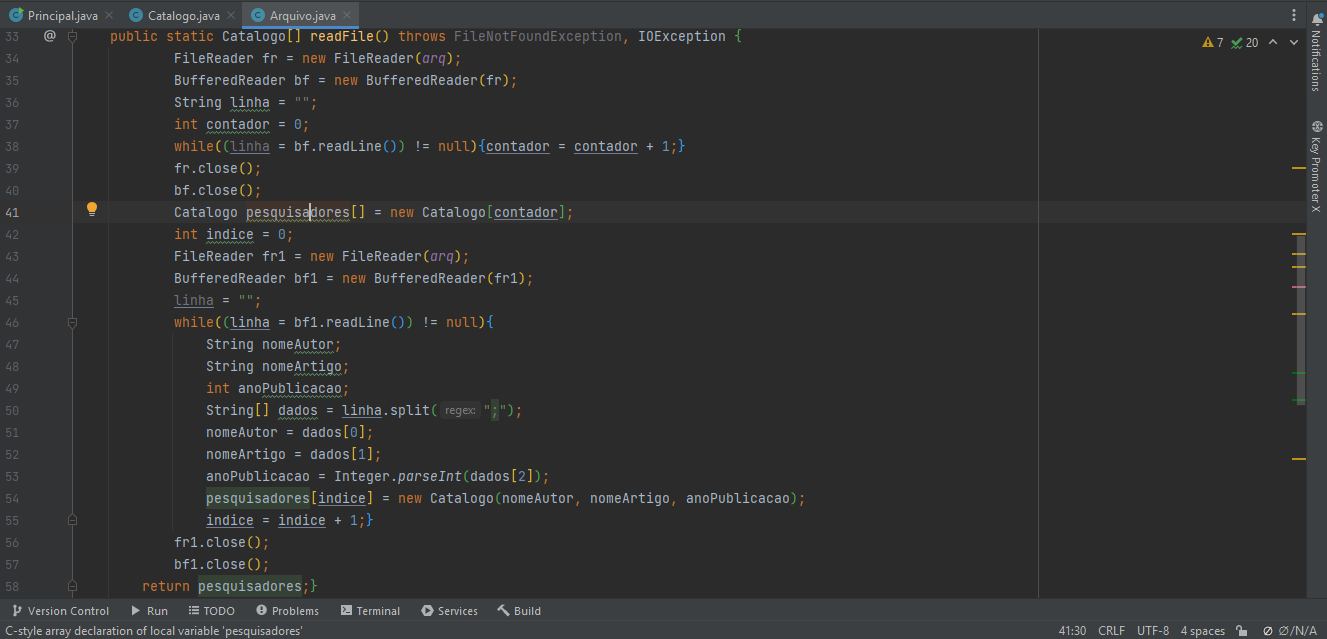 Principal.java
Catalogo.java
Arquivo.java
33 @ public static Catalogo[] readFile() throws FileNotFoundException, IOException {
7 20
34 FileReader fr = new FileReader(arq);
35 BufferedReader bf = new BufferedReader(fr);
36 String linha = "";
37 int contador = 0;
38 while((linha = bf.readLine()) != null){contador = contador + 1;}
39 fr.close();
40 bf.close();
41 Catalogo pesquisadores[] = new Catalogo[contador];
42 int indice = 0;
43 FileReader fr1 = new FileReader(arq);
44 BufferedReader bf1 = new BufferedReader(fr1);
45 linha = "";
46 while((linha = bf1.readLine()) != null){
47 String nomeAutor;
48 String nomeArtigo;
49 int anoPublicacao;
50 String[] dados = linha.split( regex: ";");
51 nomeAutor = dados[0];
52 nomeArtigo = dados[1];
53 anoPublicacao = Integer.parseInt(dados[2]);
54 pesquisadores[indice] = new Catalogo(nomeAutor, nomeArtigo, anoPublicacao);
55 indice = indice + 1;}
56 fr1.close();
57 bf1.close();
58 return pesquisadores;}
Notifications
Key Promoter X
Version Control
Run
TODO
Problems
Terminal
Services
Build
C-style array declaration of local variable 'pesquisadores'
41:30
CRLF
UTF-8
4 spaces
Ø/N/A